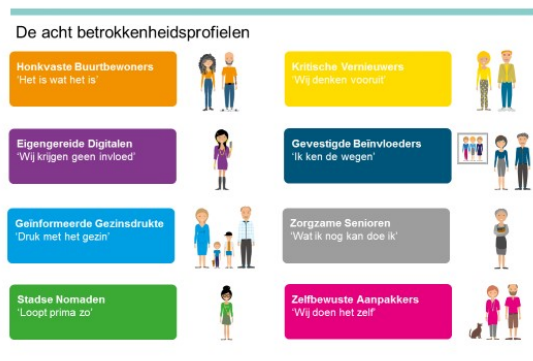 De acht betrokkenheidsprofielen
Honkvaste Buurtbewoners
'Het is wat het is'
Kritische Vernieuwers
'Wij denken vooruit'
Eigengereide Digitalen
'Wij krijgen geen invloed'
Gevestigde Beïnvloeders
'Ik ken de wegen'
Geïnformeerde Gezinsdrukte
'Druk met het gezin'
Zorgzame Senioren
'Wat ik nog kan doe ik'
Stadse Nomaden
'Loopt prima zo'
Zelfbewuste Aanpakkers
'Wij doen het zelf'